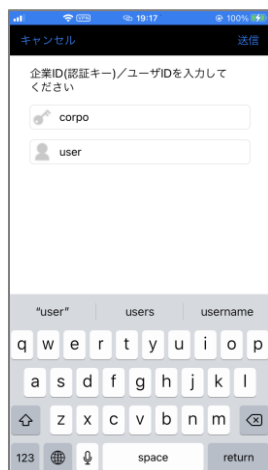 VPN 19:17 100%
キャンセル 送信
企業ID(認証キー)／ユーザIDを入力して
ください
corpo
user
“user” users username
q w e r t y u i o p
a s d f g h j k l
z x c v b n m
123 space return